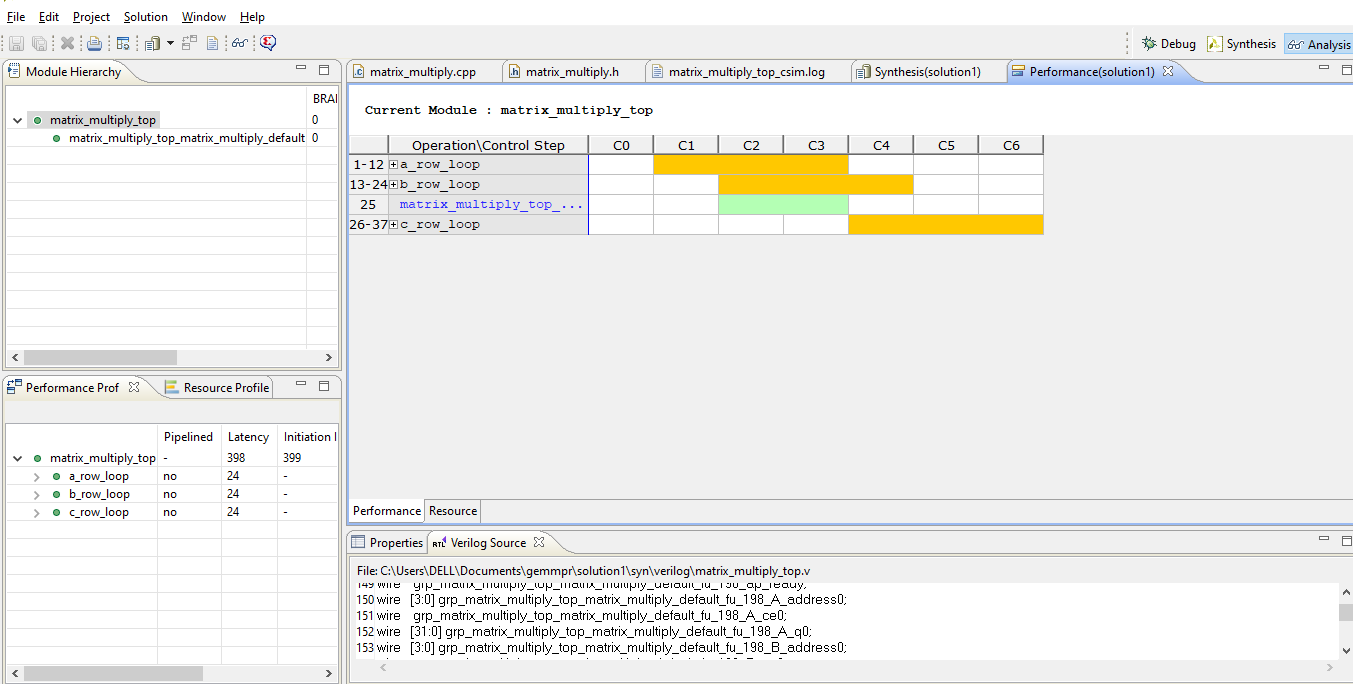 File Edit Project Solution Window Help
Debug Synthesis Analysis
Module Hierarchy
BRA
matrix_multiply_top 0
matrix_multiply_top_matrix_multiply_default 0
Performance Prof Resource Profile
Pipelined Latency Initiation I
matrix_multiply_top - 398 399
a_row_loop no 24 -
b_row_loop no 24 -
c_row_loop no 24 -
matrix_multiply.cpp matrix_multiply.h matrix_multiply_top_csim.log Synthesis(solution1) Performance(solution1)
Current Module : matrix_multiply_top
Operation\Control Step C0 C1 C2 C3 C4 C5 C6
1-12 a_row_loop
13-24 b_row_loop
25 matrix_multiply_top_...
26-37 c_row_loop
Performance Resource
Properties RTL Verilog Source
File: C:\Users\DELL\Documents\gemmpr\solution1\syn\verilog\matrix_multiply_top.v
149 wire grp_matrix_multiply_top_matrix_multiply_default_fu_198_ap_ready;
150 wire [3:0] grp_matrix_multiply_top_matrix_multiply_default_fu_198_A_address0;
151 wire grp_matrix_multiply_top_matrix_multiply_default_fu_198_A_ce0;
152 wire [31:0] grp_matrix_multiply_top_matrix_multiply_default_fu_198_A_q0;
153 wire [3:0] grp_matrix_multiply_top_matrix_multiply_default_fu_198_B_address0;